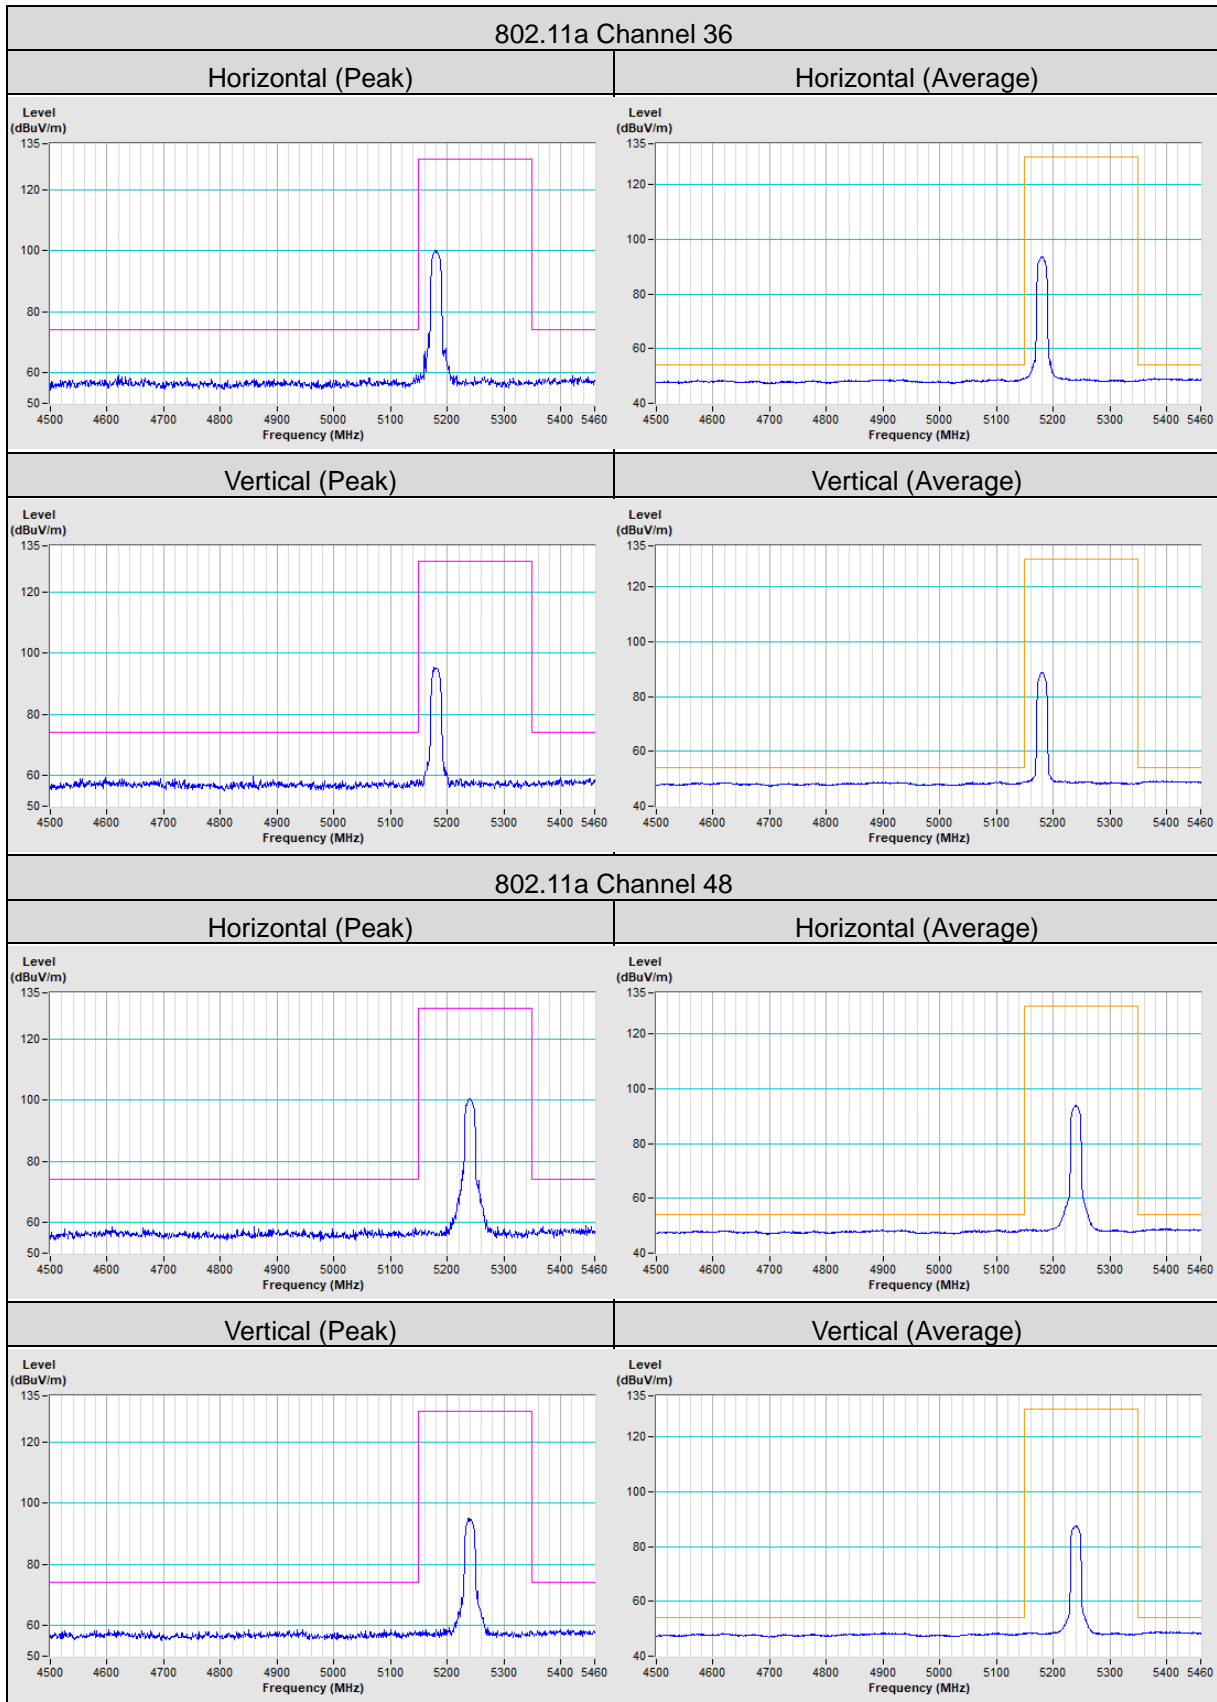 802.11a Channel 36
Horizontal (Peak)
Horizontal (Average)
Level
(dBuV/m)
135
120
100
80
60
50
4500 4600 4700 4800 4900 5000 5100 5200 5300 5400 5460
Frequency (MHz)
Level
(dBuV/m)
135
120
100
80
60
40
4500 4600 4700 4800 4900 5000 5100 5200 5300 5400 5460
Frequency (MHz)
Vertical (Peak)
Vertical (Average)
Level
(dBuV/m)
135
120
100
80
60
50
4500 4600 4700 4800 4900 5000 5100 5200 5300 5400 5460
Frequency (MHz)
Level
(dBuV/m)
135
120
100
80
60
40
4500 4600 4700 4800 4900 5000 5100 5200 5300 5400 5460
Frequency (MHz)
802.11a Channel 48
Horizontal (Peak)
Horizontal (Average)
Level
(dBuV/m)
135
120
100
80
60
50
4500 4600 4700 4800 4900 5000 5100 5200 5300 5400 5460
Frequency (MHz)
Level
(dBuV/m)
135
120
100
80
60
40
4500 4600 4700 4800 4900 5000 5100 5200 5300 5400 5460
Frequency (MHz)
Vertical (Peak)
Vertical (Average)
Level
(dBuV/m)
135
120
100
80
60
50
4500 4600 4700 4800 4900 5000 5100 5200 5300 5400 5460
Frequency (MHz)
Level
(dBuV/m)
135
120
100
80
60
40
4500 4600 4700 4800 4900 5000 5100 5200 5300 5400 5460
Frequency (MHz)